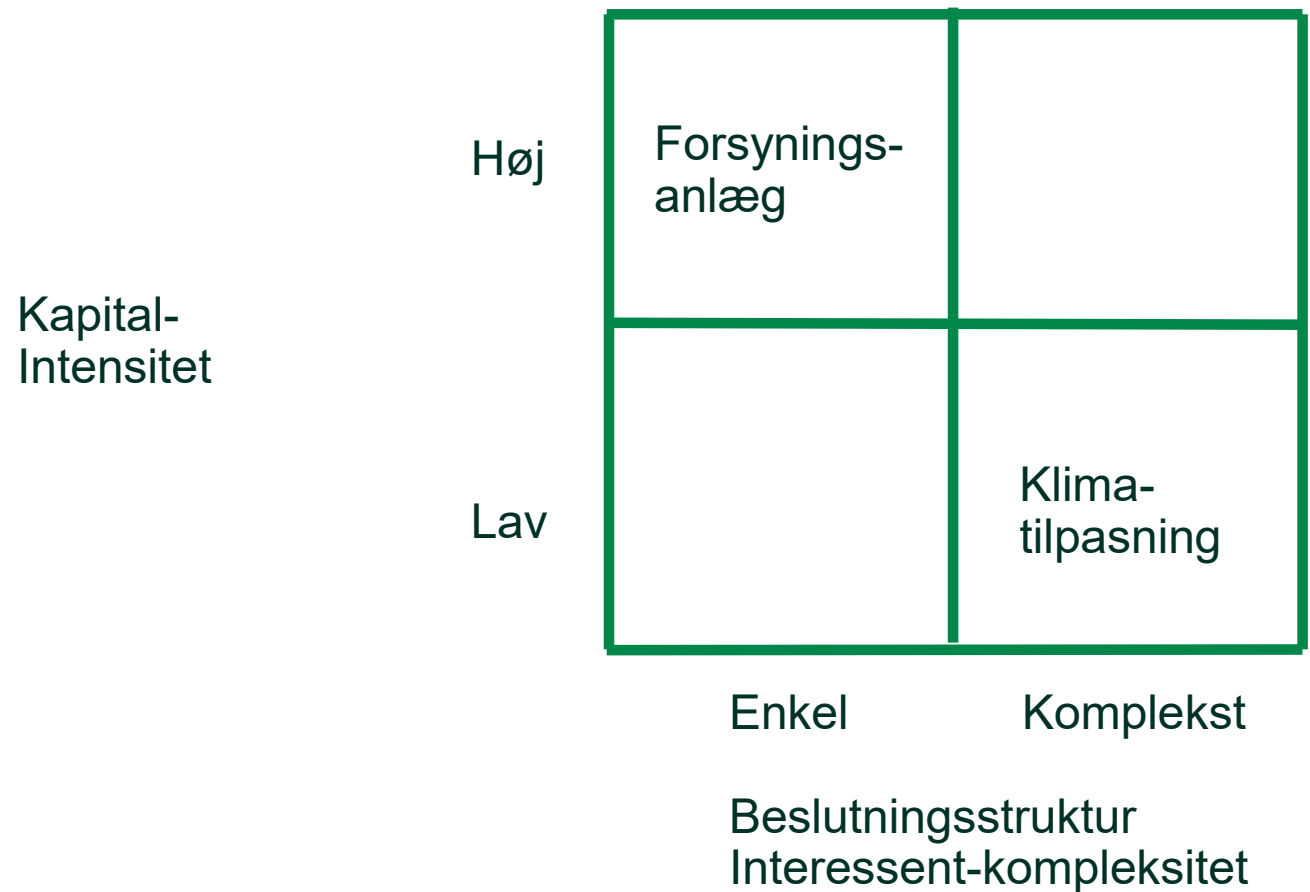 Høj
Forsynings-
anlæg
Kapital-
Intensitet
Lav
Klima-
tilpasning
Enkel
Komplekst
Beslutningsstruktur
Interessent-kompleksitet